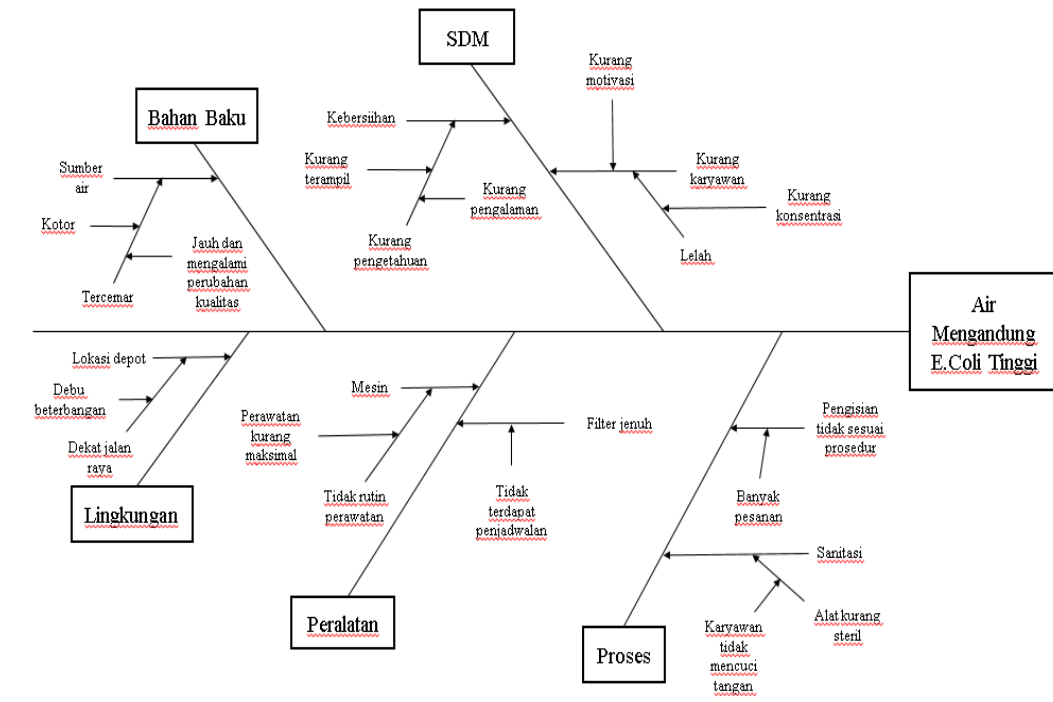 SDM
Kurang
motivasi
Bahan Baku
Kebersiihan
Sumber
air
Kurang
terampil
Kurang
karyawan
Kurang
pengalaman
Kurang
konsentrasi
Kotor
Jauh dan
mengalami
perubahan
kualitas
Kurang
pengetahuan
Lelah
Tercemar
Air
Mengandung
E.Coli Tinggi
Lokasi depot
Debu
beterbangan
Dekat jalan
raya
Lingkungan
Mesin
Perawatan
kurang
maksimal
Tidak rutin
perawatan
Filter jenuh
Tidak
terdapat
penjadwalan
Peralatan
Pengisian
tidak sesuai
prosedur
Banyak
pesanan
Sanitasi
Alat kurang
steril
Karyawan
tidak
mencuci
tangan
Proses